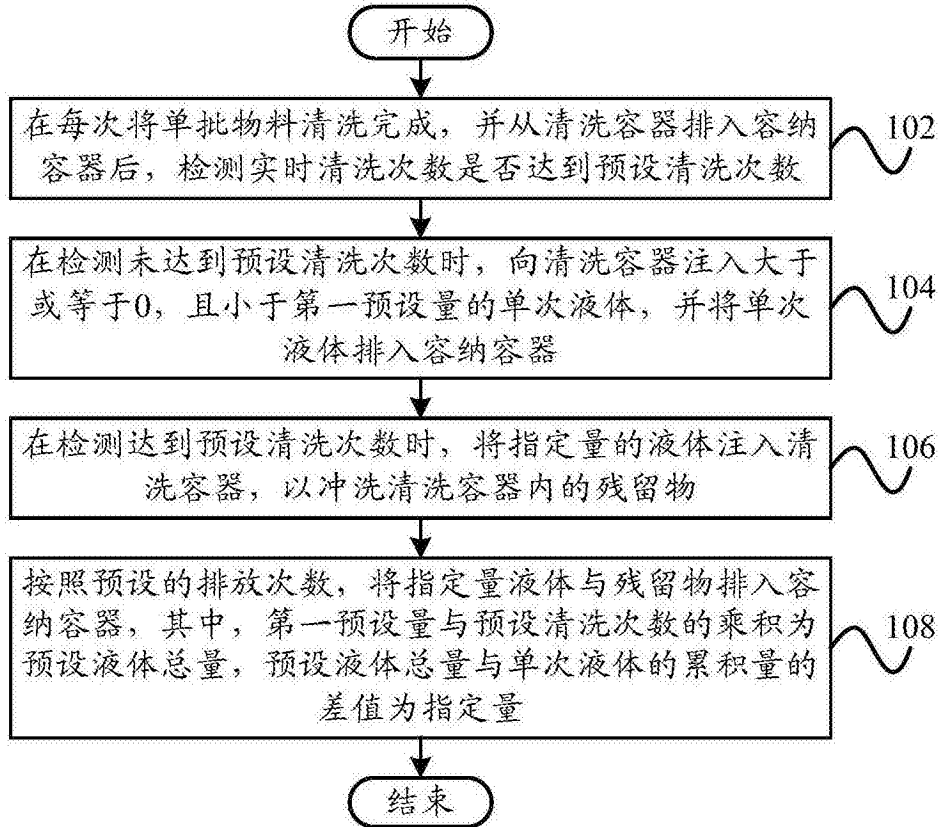 开始
在每次将单批物料清洗完成，并从清洗容器排入容纳
容器后，检测实时清洗次数是否达到预设清洗次数
102
在检测未达到预设清洗次数时，向清洗容器注入大于
或等于0，且小于第一预设量的单次液体，并将单次
液体排入容纳容器
104
在检测达到预设清洗次数时，将指定量的液体注入清
洗容器，以冲洗清洗容器内的残留物
106
按照预设的排放次数，将指定量液体与残留物排入容
纳容器，其中，第一预设量与预设清洗次数的乘积为
预设液体总量，预设液体总量与单次液体的累积量的
差值为指定量
108
结束